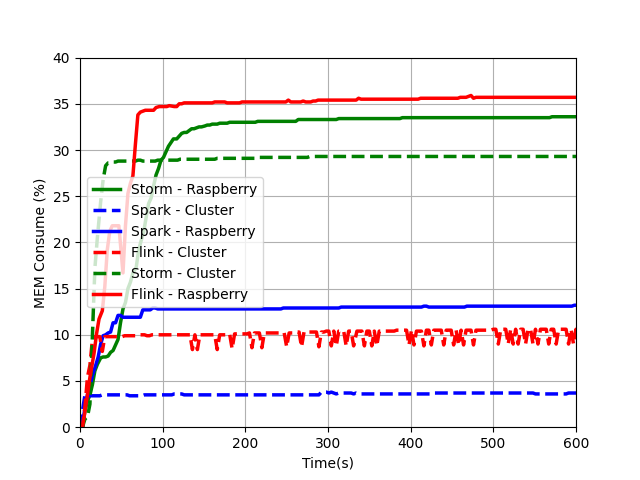 40
35
30
25
20
15
10
5
0
MEM Consume (%)
Storm - Raspberry
Spark - Cluster
Spark - Raspberry
Flink - Cluster
Storm - Cluster
Flink - Raspberry
0 100 200 300 400 500 600
Time(s)